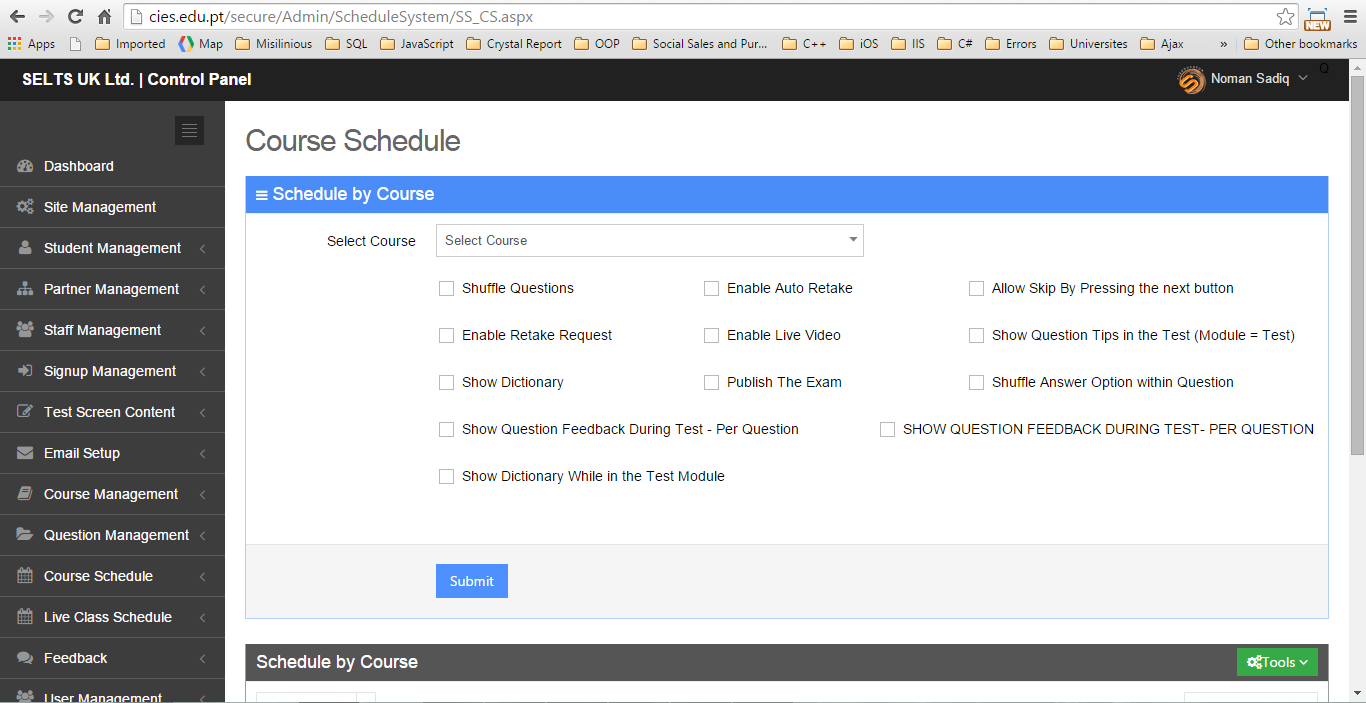 cies.edu.pt/secure/Admin/ScheduleSystem/SS_CS.aspx
NEW
Apps Imported Map Misilinious SQL JavaScript Crystal Report OOP Social Sales and Pur... C++ iOS IIS C# Errors Universites Ajax » Other bookmarks
SELTS UK Ltd. | Control Panel
Noman Sadiq
Q
Dashboard
Site Management
Student Management
Partner Management
Staff Management
Signup Management
Test Screen Content
Email Setup
Course Management
Question Management
Course Schedule
Live Class Schedule
Feedback
User Management
Course Schedule
Schedule by Course
Select Course Select Course
Shuffle Questions Enable Auto Retake Allow Skip By Pressing the next button
Enable Retake Request Enable Live Video Show Question Tips in the Test (Module = Test)
Show Dictionary Publish The Exam Shuffle Answer Option within Question
Show Question Feedback During Test - Per Question SHOW QUESTION FEEDBACK DURING TEST- PER QUESTION
Show Dictionary While in the Test Module
Submit
Schedule by Course
Tools